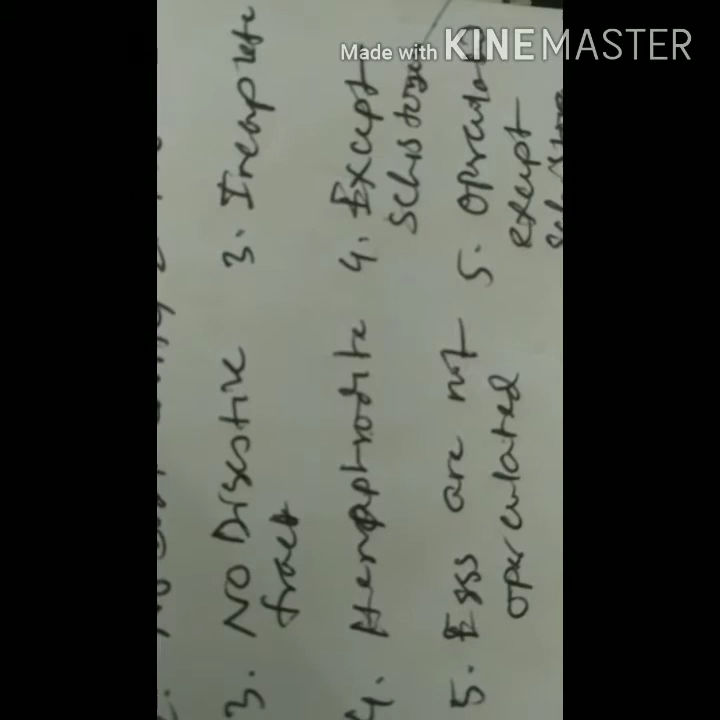 Made with KINEMASTER
3. NO Digestive 3. Incomplete
tract
4. Hermaphrodite 4. Except
Schistosoma
5. Eggs are not 5. Operculated
operculated except